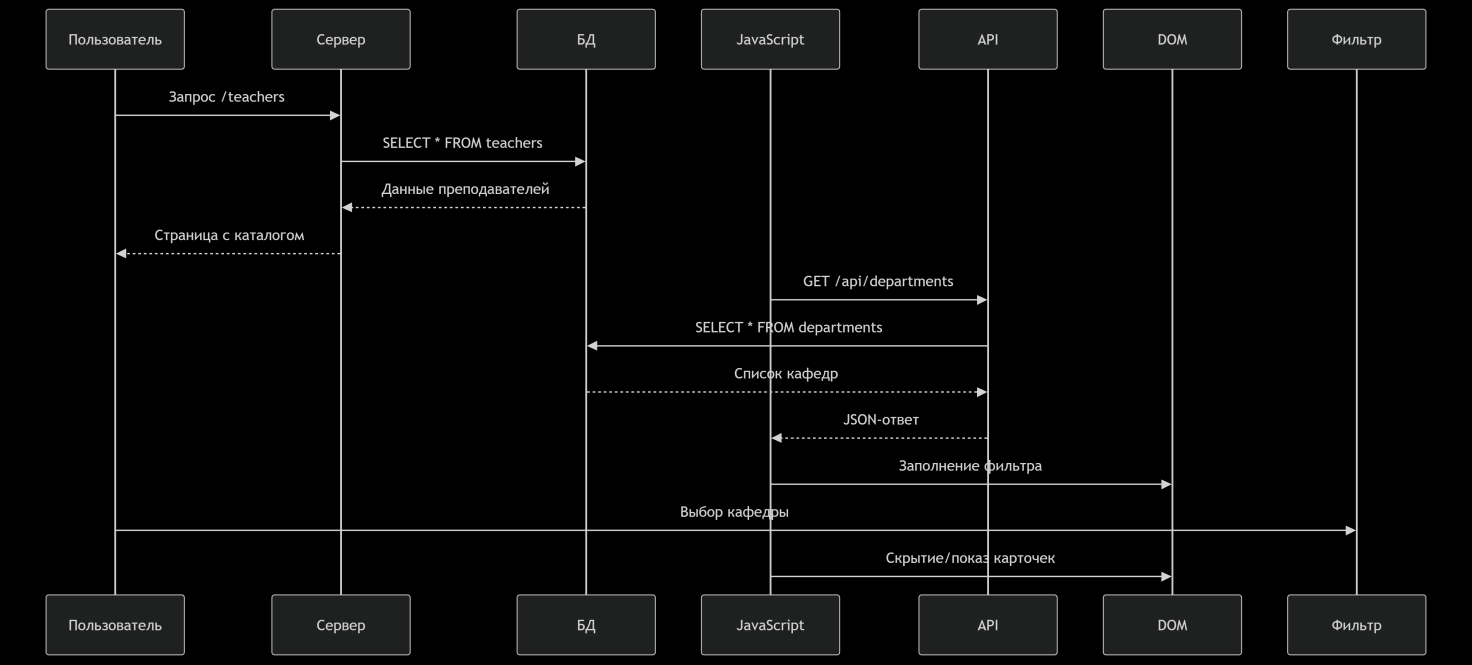 Пользователь
Сервер
БД
JavaScript
API
DOM
Фильтр
Запрос /teachers
SELECT * FROM teachers
Данные преподавателей
Страница с каталогом
GET /api/departments
SELECT * FROM departments
Список кафедр
JSON-ответ
Заполнение фильтра
Выбор кафедры
Скрытие/показ карточек
Пользователь
Сервер
БД
JavaScript
API
DOM
Фильтр